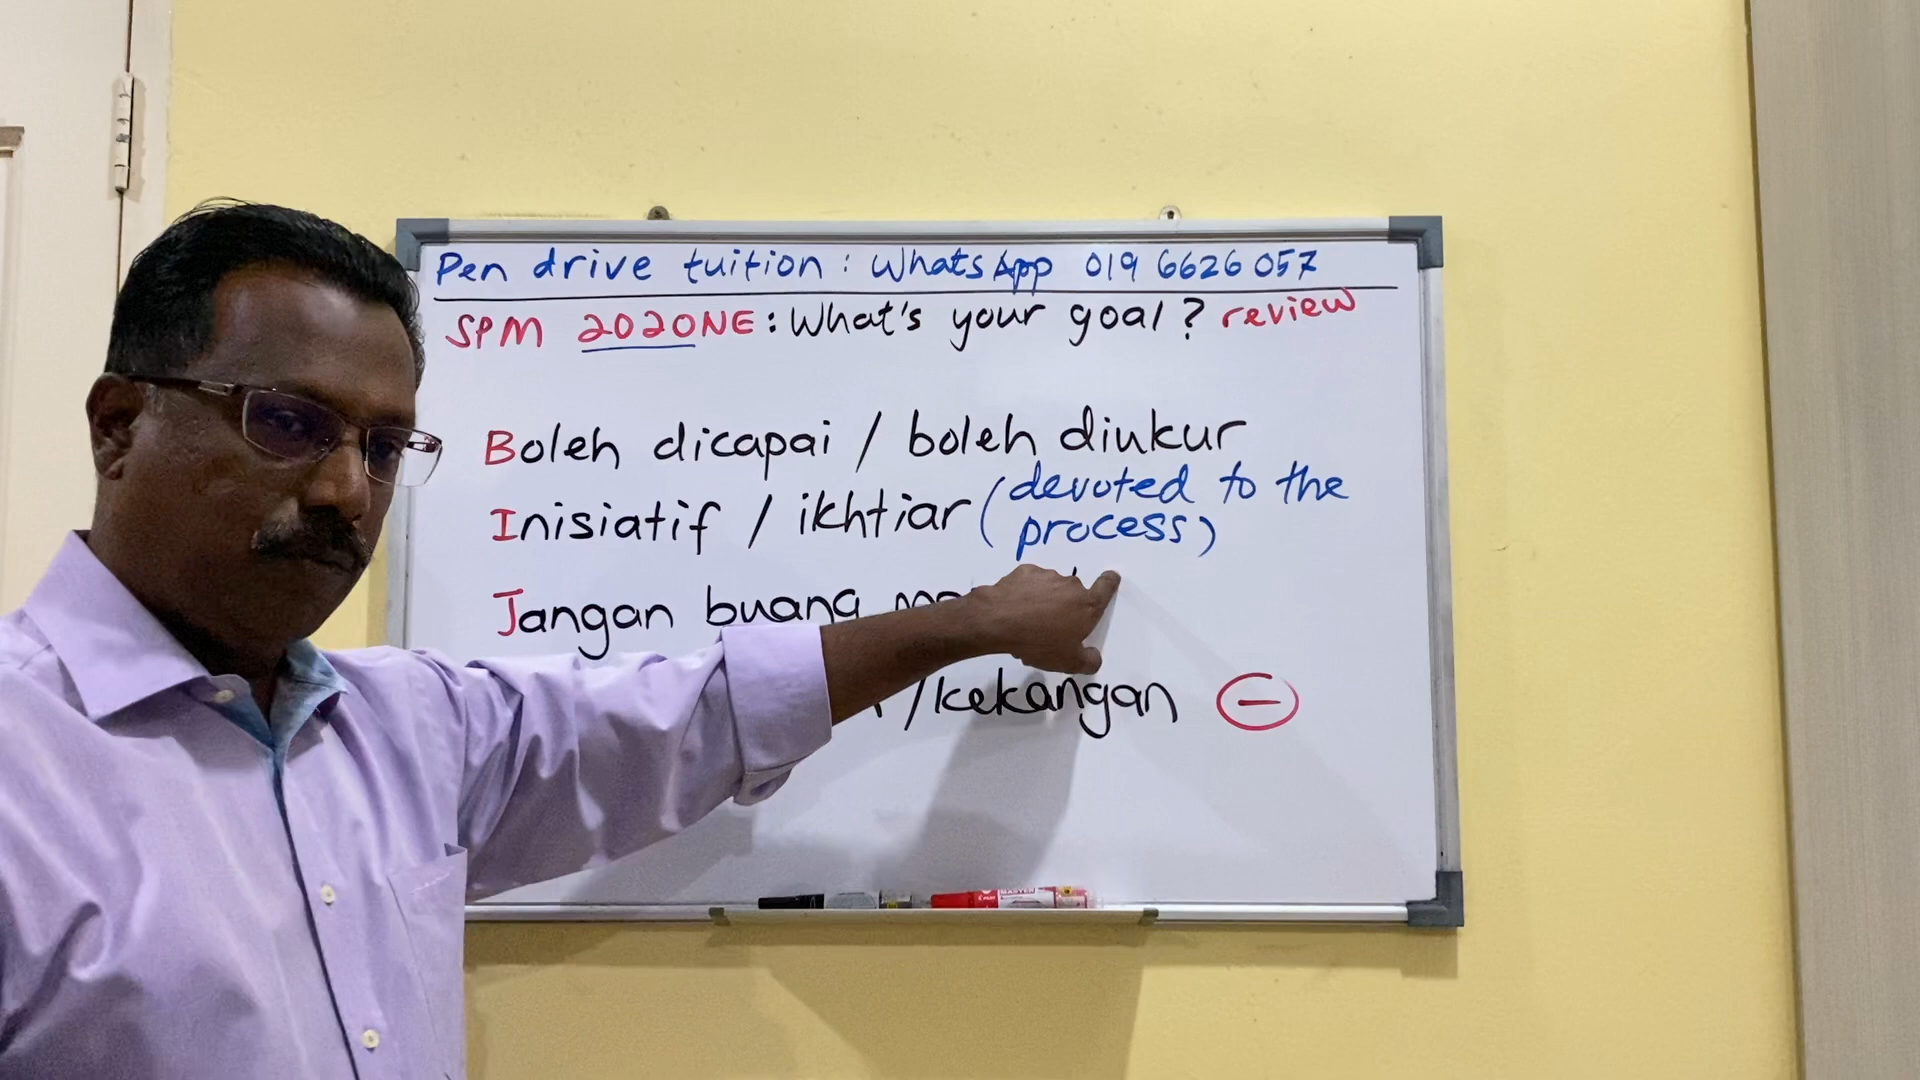 Pen drive tuition : WhatsApp 019 6626 057
SPM 2020NE : What's your goal ? review
Boleh dicapai / boleh diukur
Inisiatif / ikhtiar (devoted to the process)
Jangan buang
/kekangan ⊖